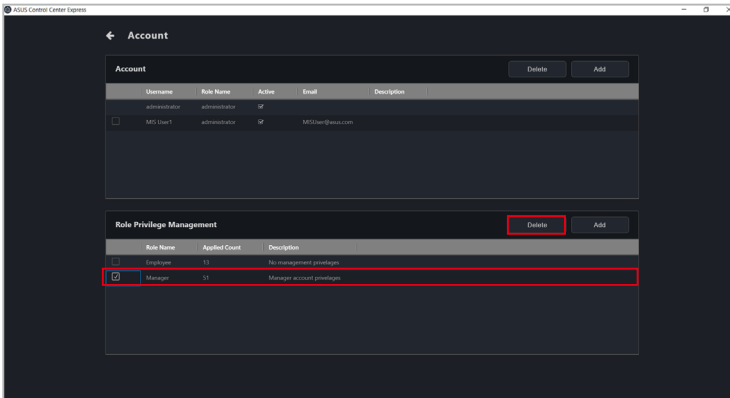 ASUS Control Center Express
Account
Account
Delete
Add
Username Role Name Active Email Description
administrator administrator
MIS User1 administrator MISUser@asus.com
Role Privilege Management
Delete
Add
Role Name Applied Count Description
Employee 13 No management privelages
Manager 51 Manager account privelages